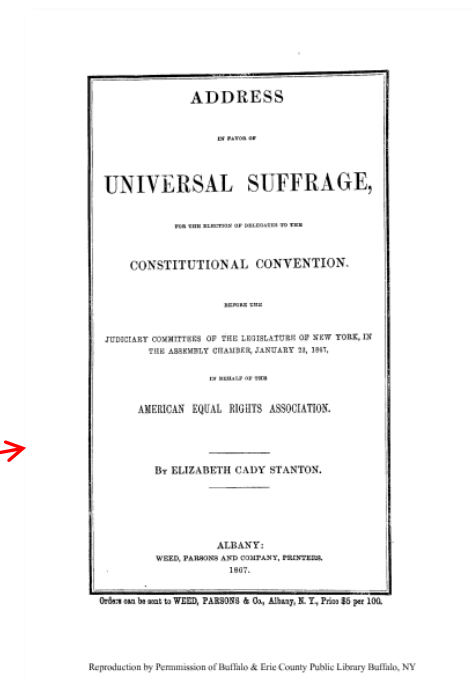 ADDRESS
IN FAVOR OF
UNIVERSAL SUFFRAGE,
FOR THE ELECTION OF DELEGATES TO THE
CONSTITUTIONAL CONVENTION.
BEFORE THE
JUDICIARY COMMITTEES OF THE LEGISLATURE OF NEW YORK, IN
THE ASSEMBLY CHAMBER, JANUARY 23, 1867,
IN BEHALF OF THE
AMERICAN EQUAL RIGHTS ASSOCIATION.
BY ELIZABETH CADY STANTON.
ALBANY:
WEED, PARSONS AND COMPANY, PRINTERS.
1867.
Orders can be sent to WEED, PARSONS & Co., Albany, N. Y., Price $5 per 100.
Reproduction by Permmission of Buffalo & Erie County Public Library Buffalo, NY